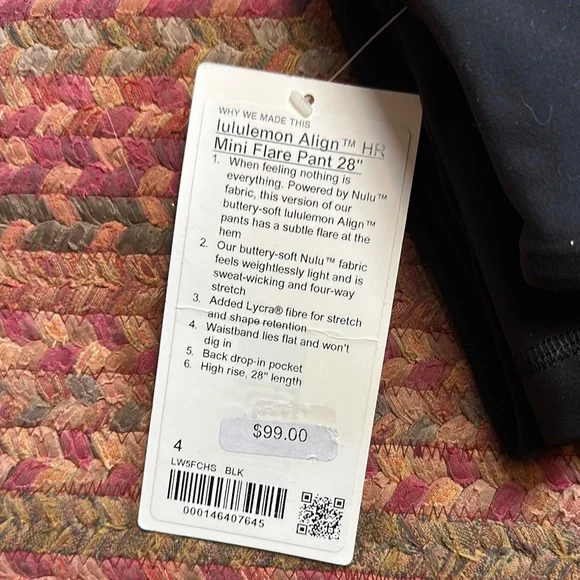 WHY WE MADE THIS
lululemon Align™ HR
Mini Flare Pant 28"
1. When feeling nothing is
everything. Powered by Nulu™
fabric, this version of our
buttery-soft lululemon Align™
pants has a subtle flare at the
hem
2. Our buttery-soft Nulu™ fabric
feels weightlessly light and is
sweat-wicking and four-way
stretch
3. Added Lycra® fibre for stretch
and shape retention
4. Waistband lies flat and won't
dig in
5. Back drop-in pocket
6. High rise, 28" length
$99.00
4
LW5FCHS BLK
000146407645